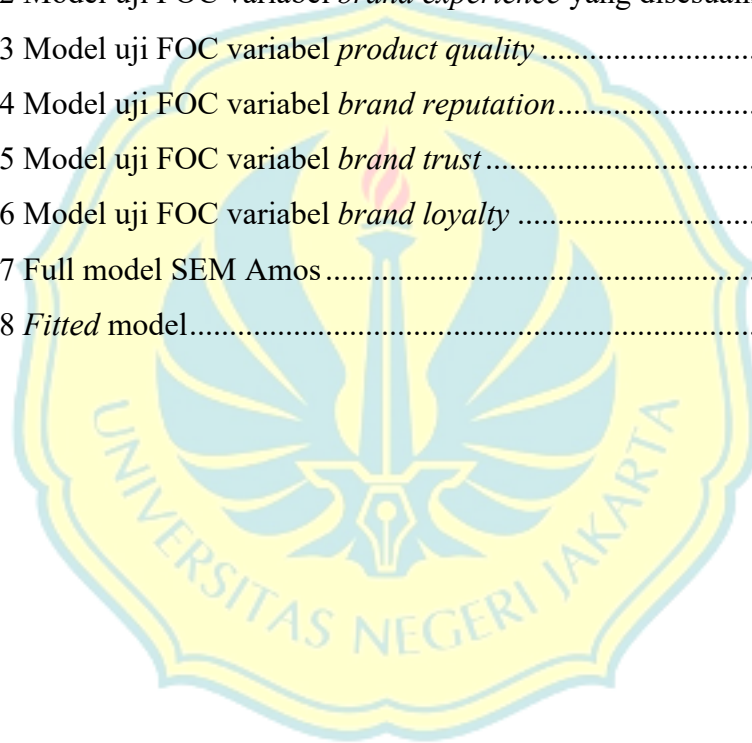 2 Model uji FOC variabel brand experience yang disesuaik
3 Model uji FOC variabel product quality ........................
4 Model uji FOC variabel brand reputation......................
5 Model uji FOC variabel brand trust ...............................
6 Model uji FOC variabel brand loyalty ...........................
7 Full model SEM Amos ..................................................
8 Fitted model....................................................................
UNIVERSITAS NEGERI JAKARTA